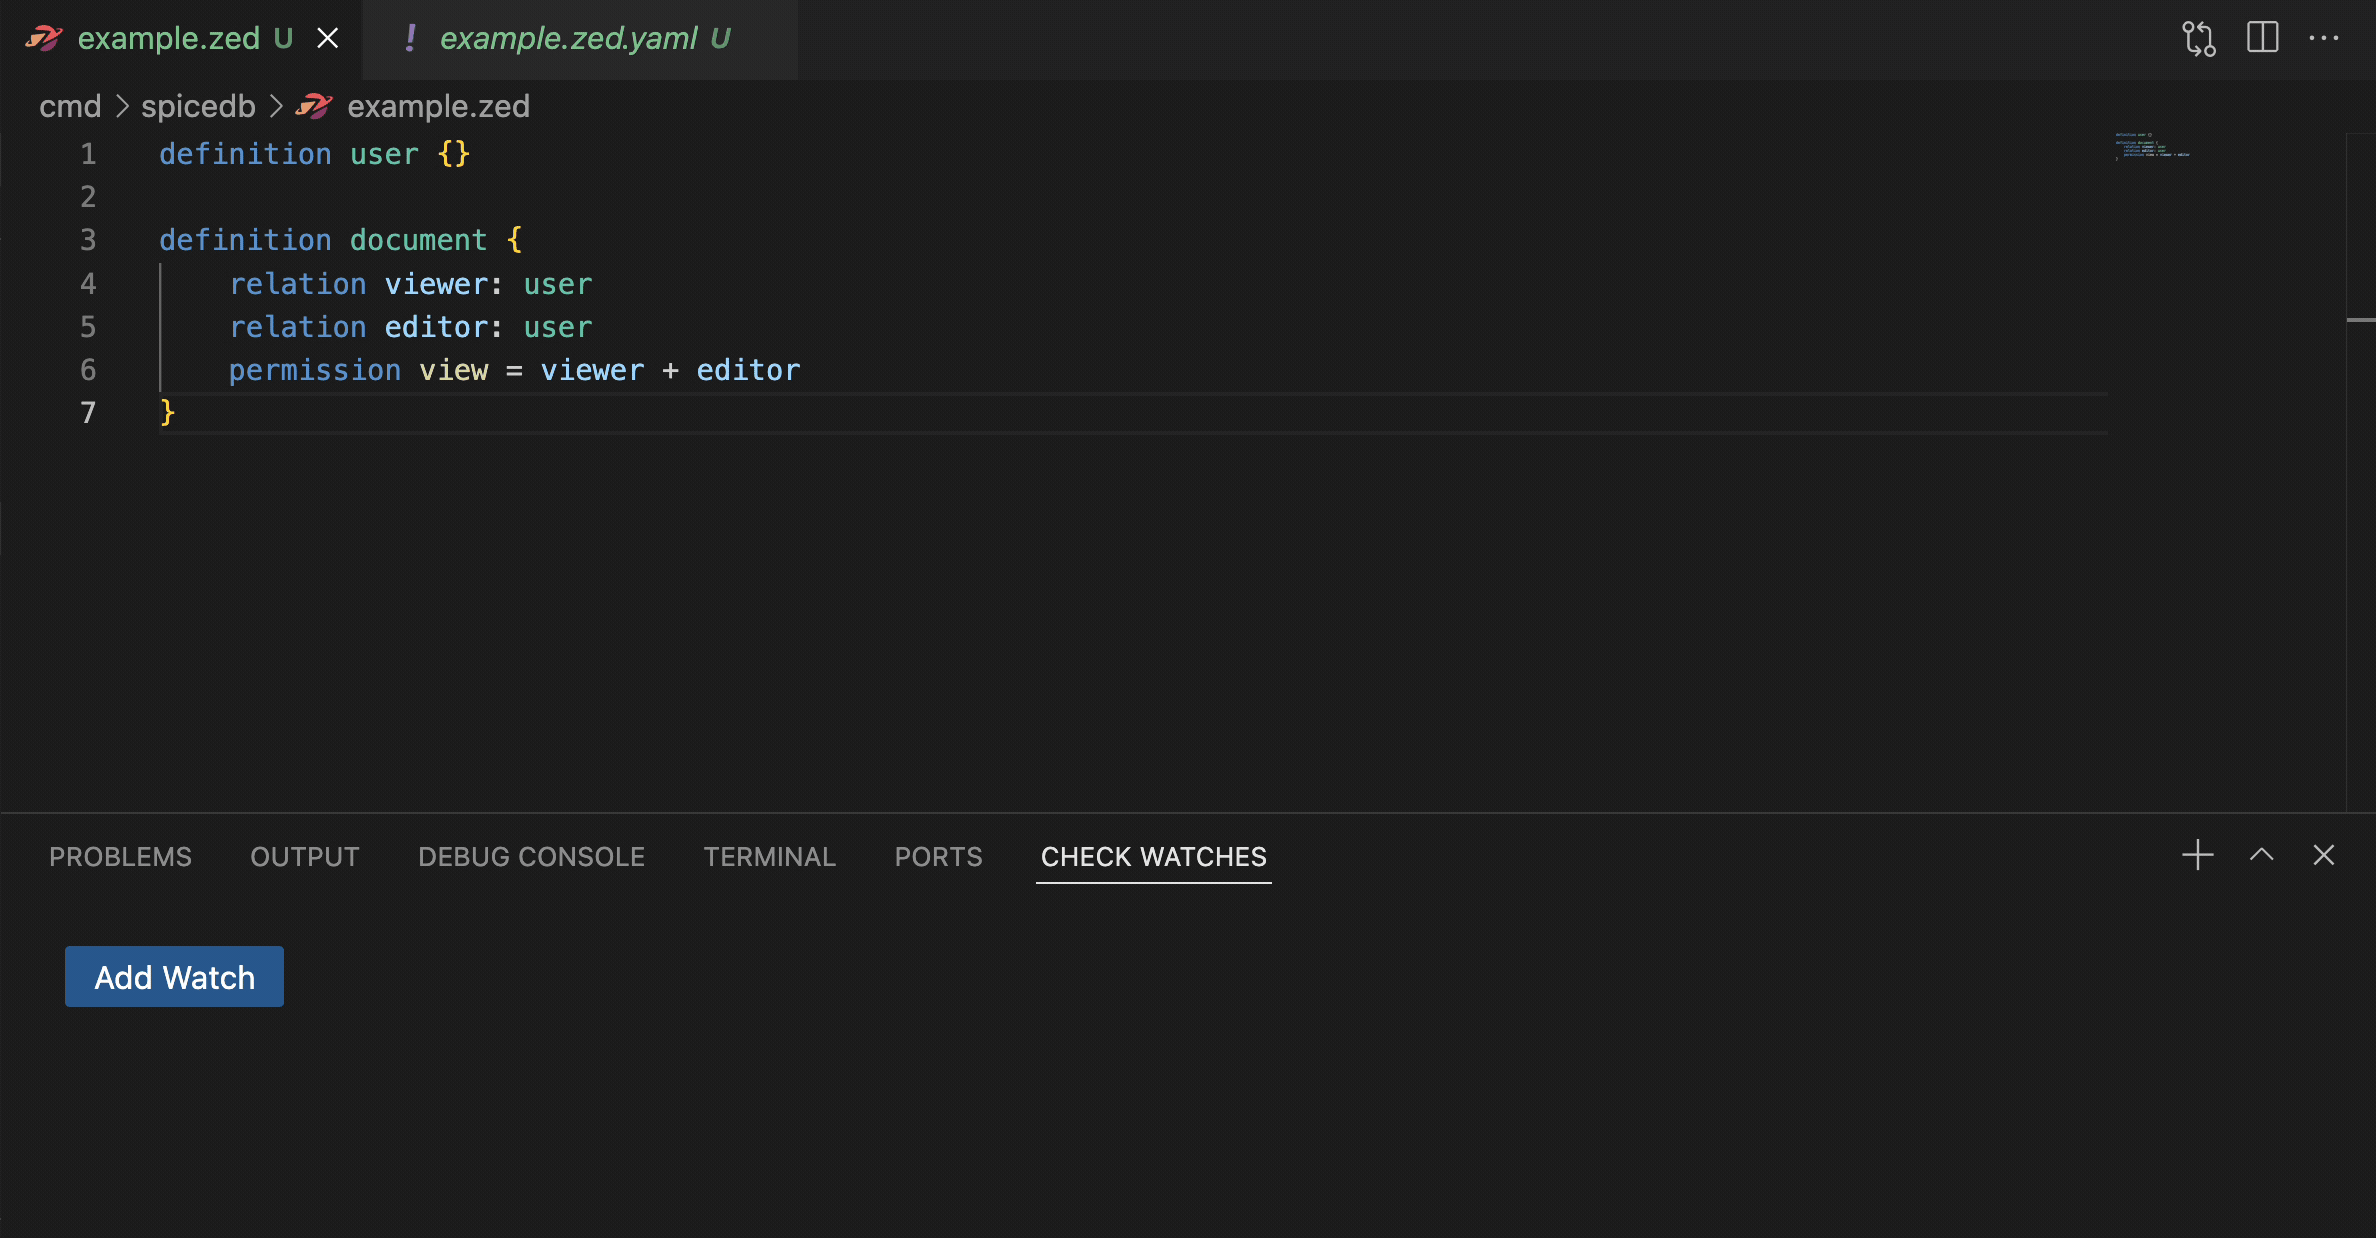 example.zed U
example.zed.yaml U
cmd > spicedb > example.zed
1 definition user {}
2
3 definition document {
4     relation viewer: user
5     relation editor: user
6     permission view = viewer + editor
7 }
PROBLEMS OUTPUT DEBUG CONSOLE TERMINAL PORTS CHECK WATCHES
Add Watch